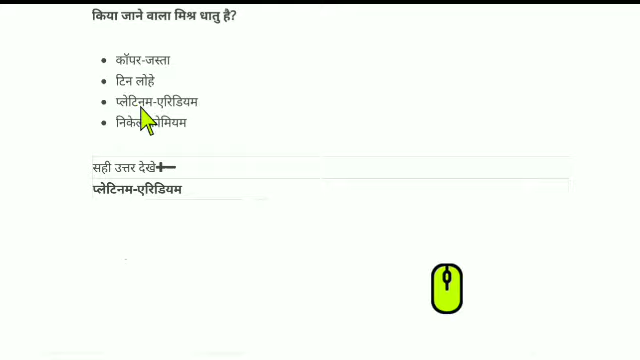 किया जाने वाला मिश्र धातु है?
कॉपर-जस्ता
टिन लोहे
प्लेटिनम-एरिडियम
सही उत्तर देखे
प्लेटिनम-एरिडियम